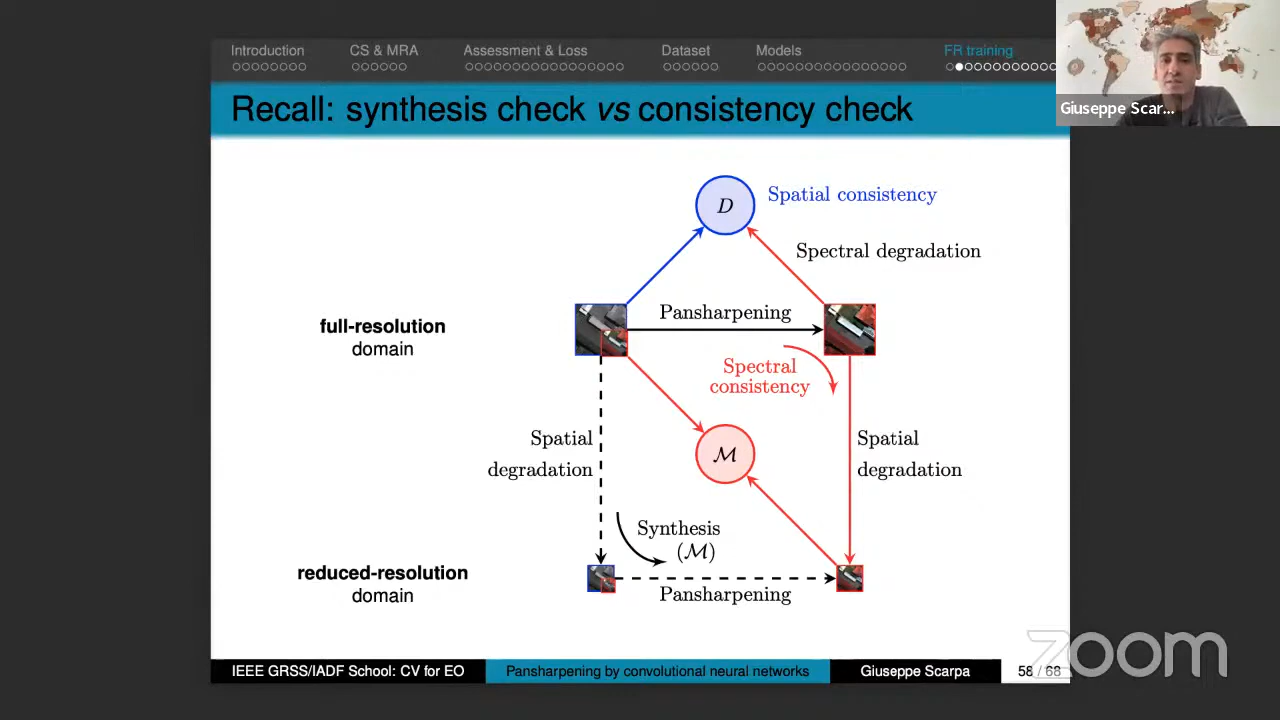 Introduction
CS & MRA
Assessment & Loss
Dataset
Models
FR training
Giuseppe Scar...
Recall: synthesis check vs consistency check
D
Spatial consistency
Spectral degradation
full-resolution
domain
Pansharpening
Spectral
consistency
Spatial
degradation
M
Spatial
degradation
Synthesis
(M)
reduced-resolution
domain
Pansharpening
zoom
IEEE GRSS/IADF School: CV for EO
Pansharpening by convolutional neural networks
Giuseppe Scarpa
58 / 68